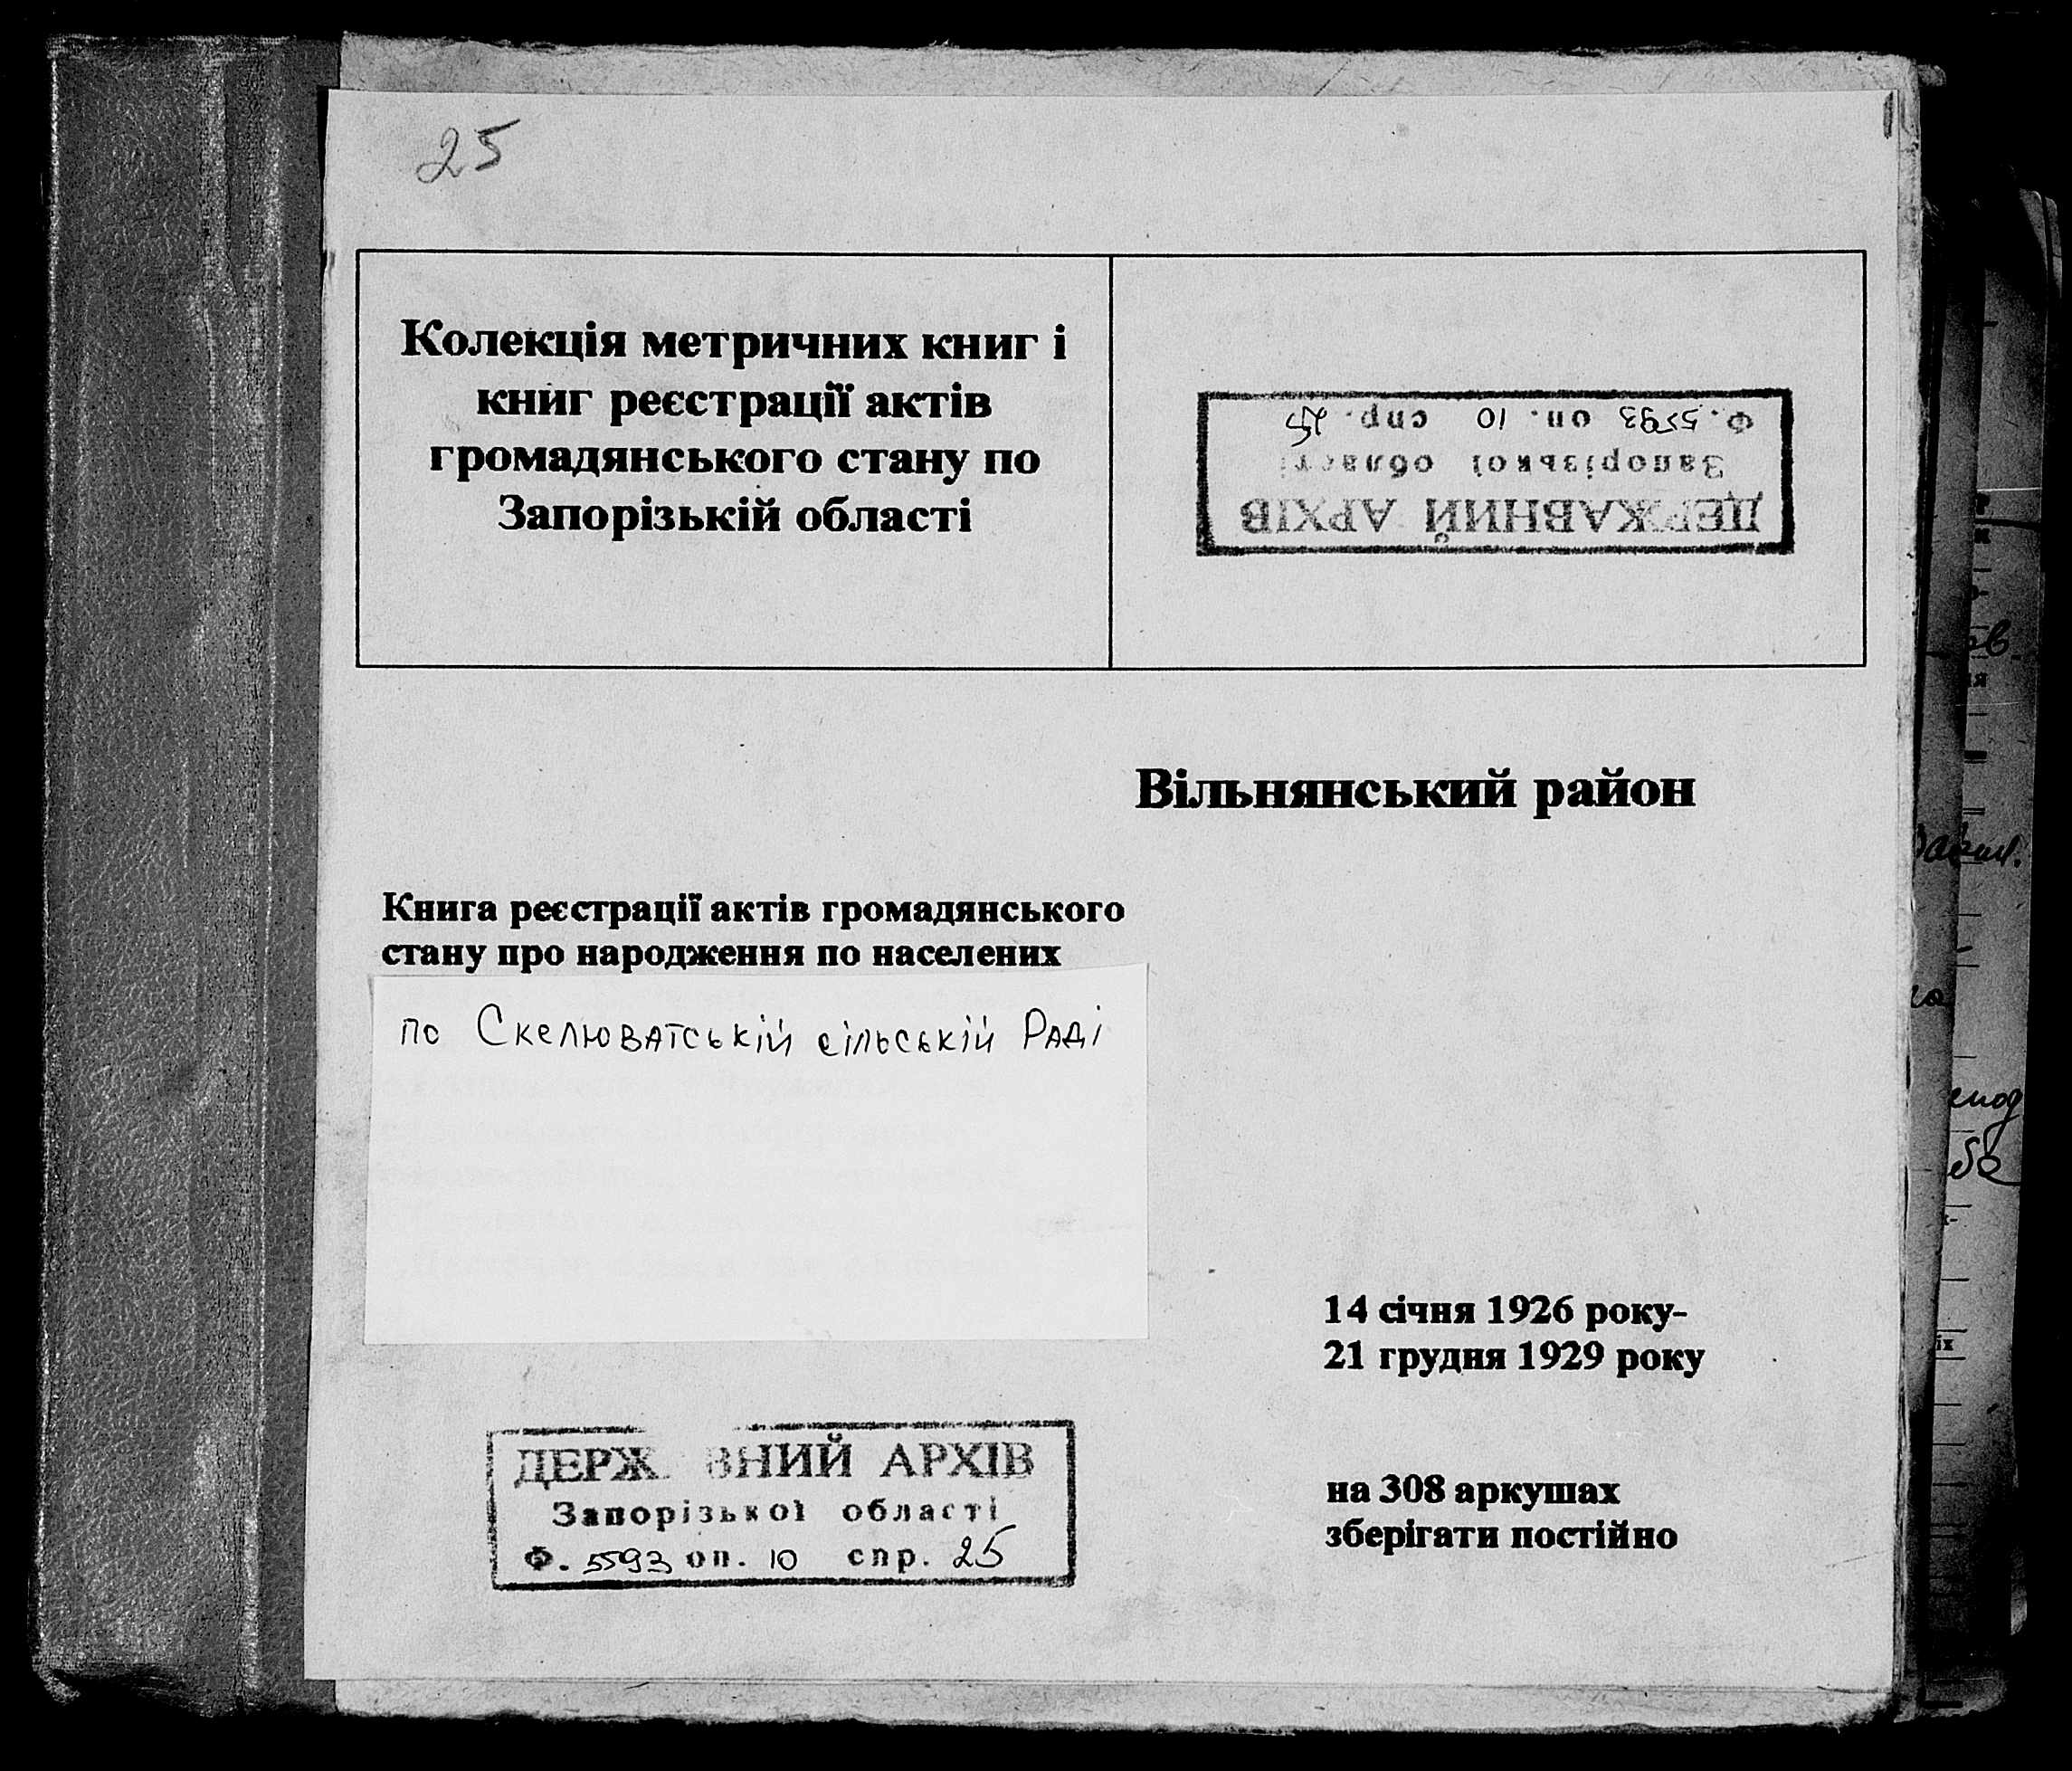 25
1
Колекція метричних книг і
книг реєстрації актів
громадянського стану по
Запорізькій області
ДЕРЖАВНИЙ АРХІВ
Запорізької області
Ф. 5593 оп. 10 спр. 25
Вільнянський район
Книга реєстрації актів громадянського
стану про народження по населених
по Скелюватській сільській Раді
14 січня 1926 року-
21 грудня 1929 року
на 308 аркушах
зберігати постійно
ДЕРЖ ВНИЙ АРХІВ
Запорізької області
Ф. 5593 оп. 10 спр. 25